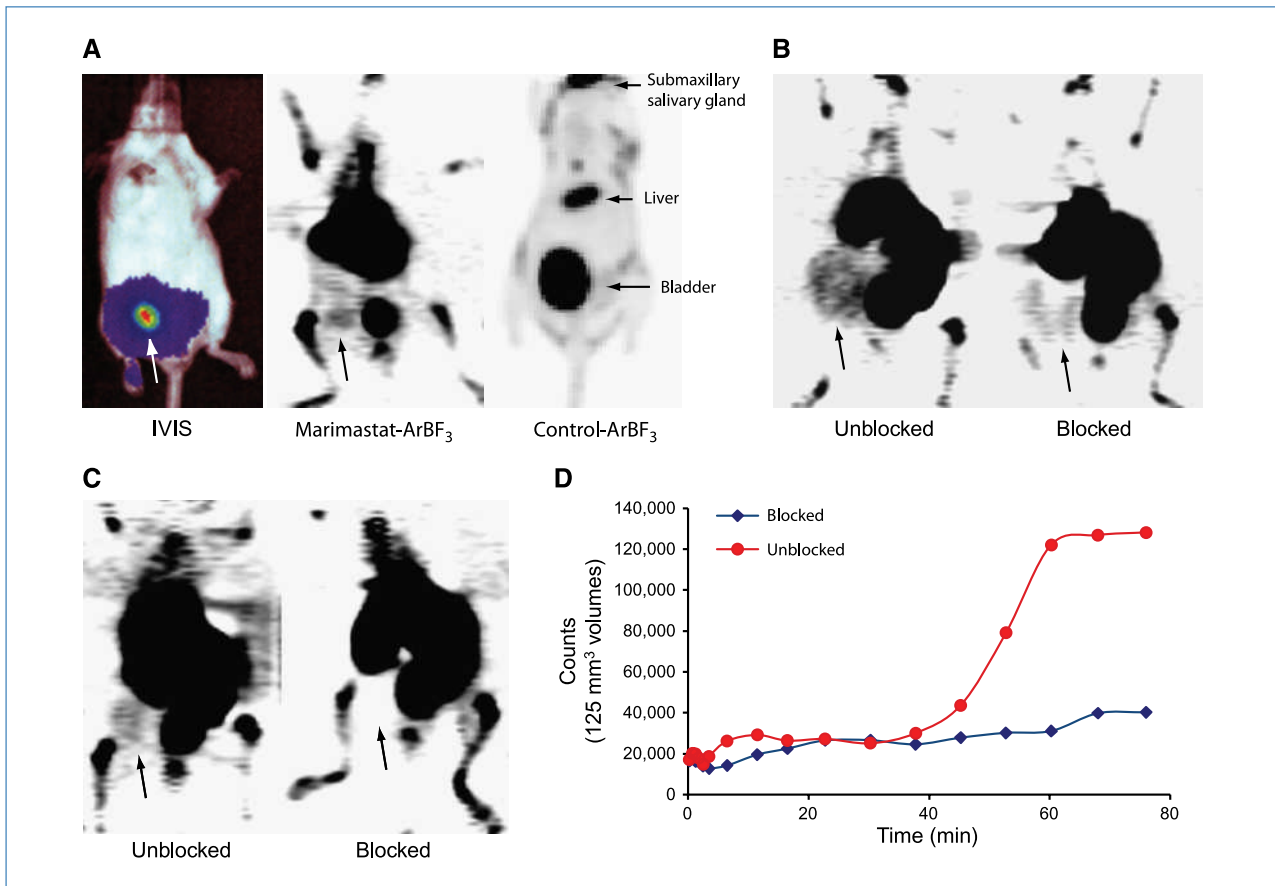 A
B
Submaxillary
salivary gland
Liver
Bladder
IVIS
Marimastat-ArBF₃
Control-ArBF₃
Unblocked
Blocked
C
D
Unblocked
Blocked
Counts
(125 mm³ volumes)
140,000
120,000
100,000
80,000
60,000
40,000
20,000
0
Blocked
Unblocked
0
20
40
60
80
Time (min)